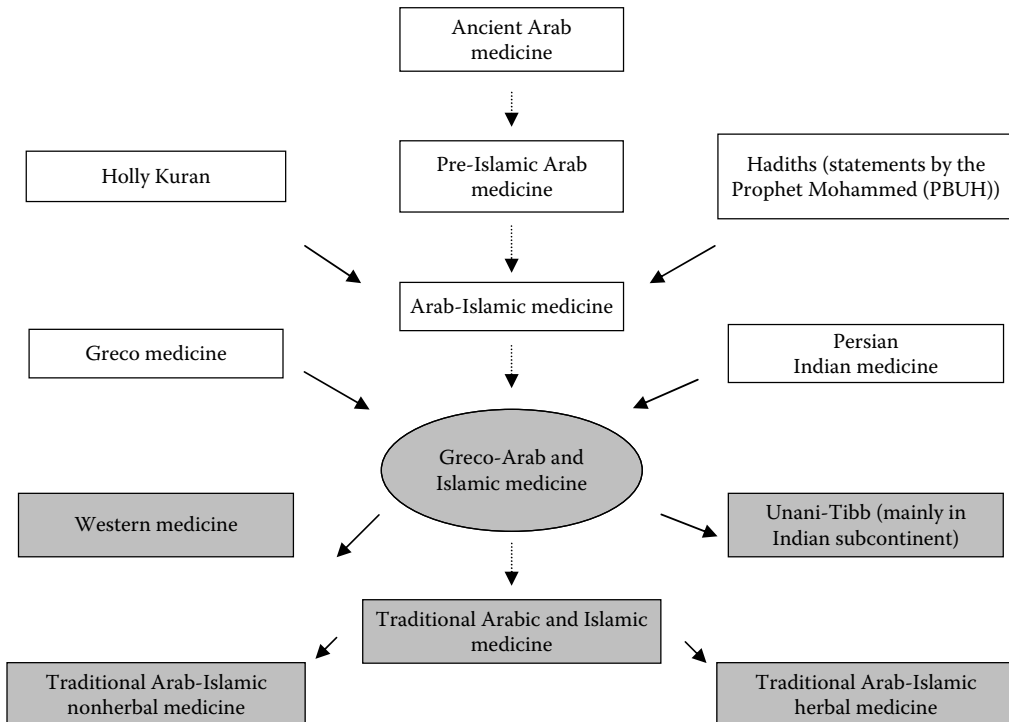 Ancient Arab
medicine
Holly Kuran
Pre-Islamic Arab
medicine
Hadiths (statements by the
Prophet Mohammed (PBUH))
Arab-Islamic medicine
Greco medicine
Persian
Indian medicine
Greco-Arab and
Islamic medicine
Western medicine
Unani-Tibb (mainly in
Indian subcontinent)
Traditional Arabic and Islamic
medicine
Traditional Arab-Islamic
nonherbal medicine
Traditional Arab-Islamic
herbal medicine